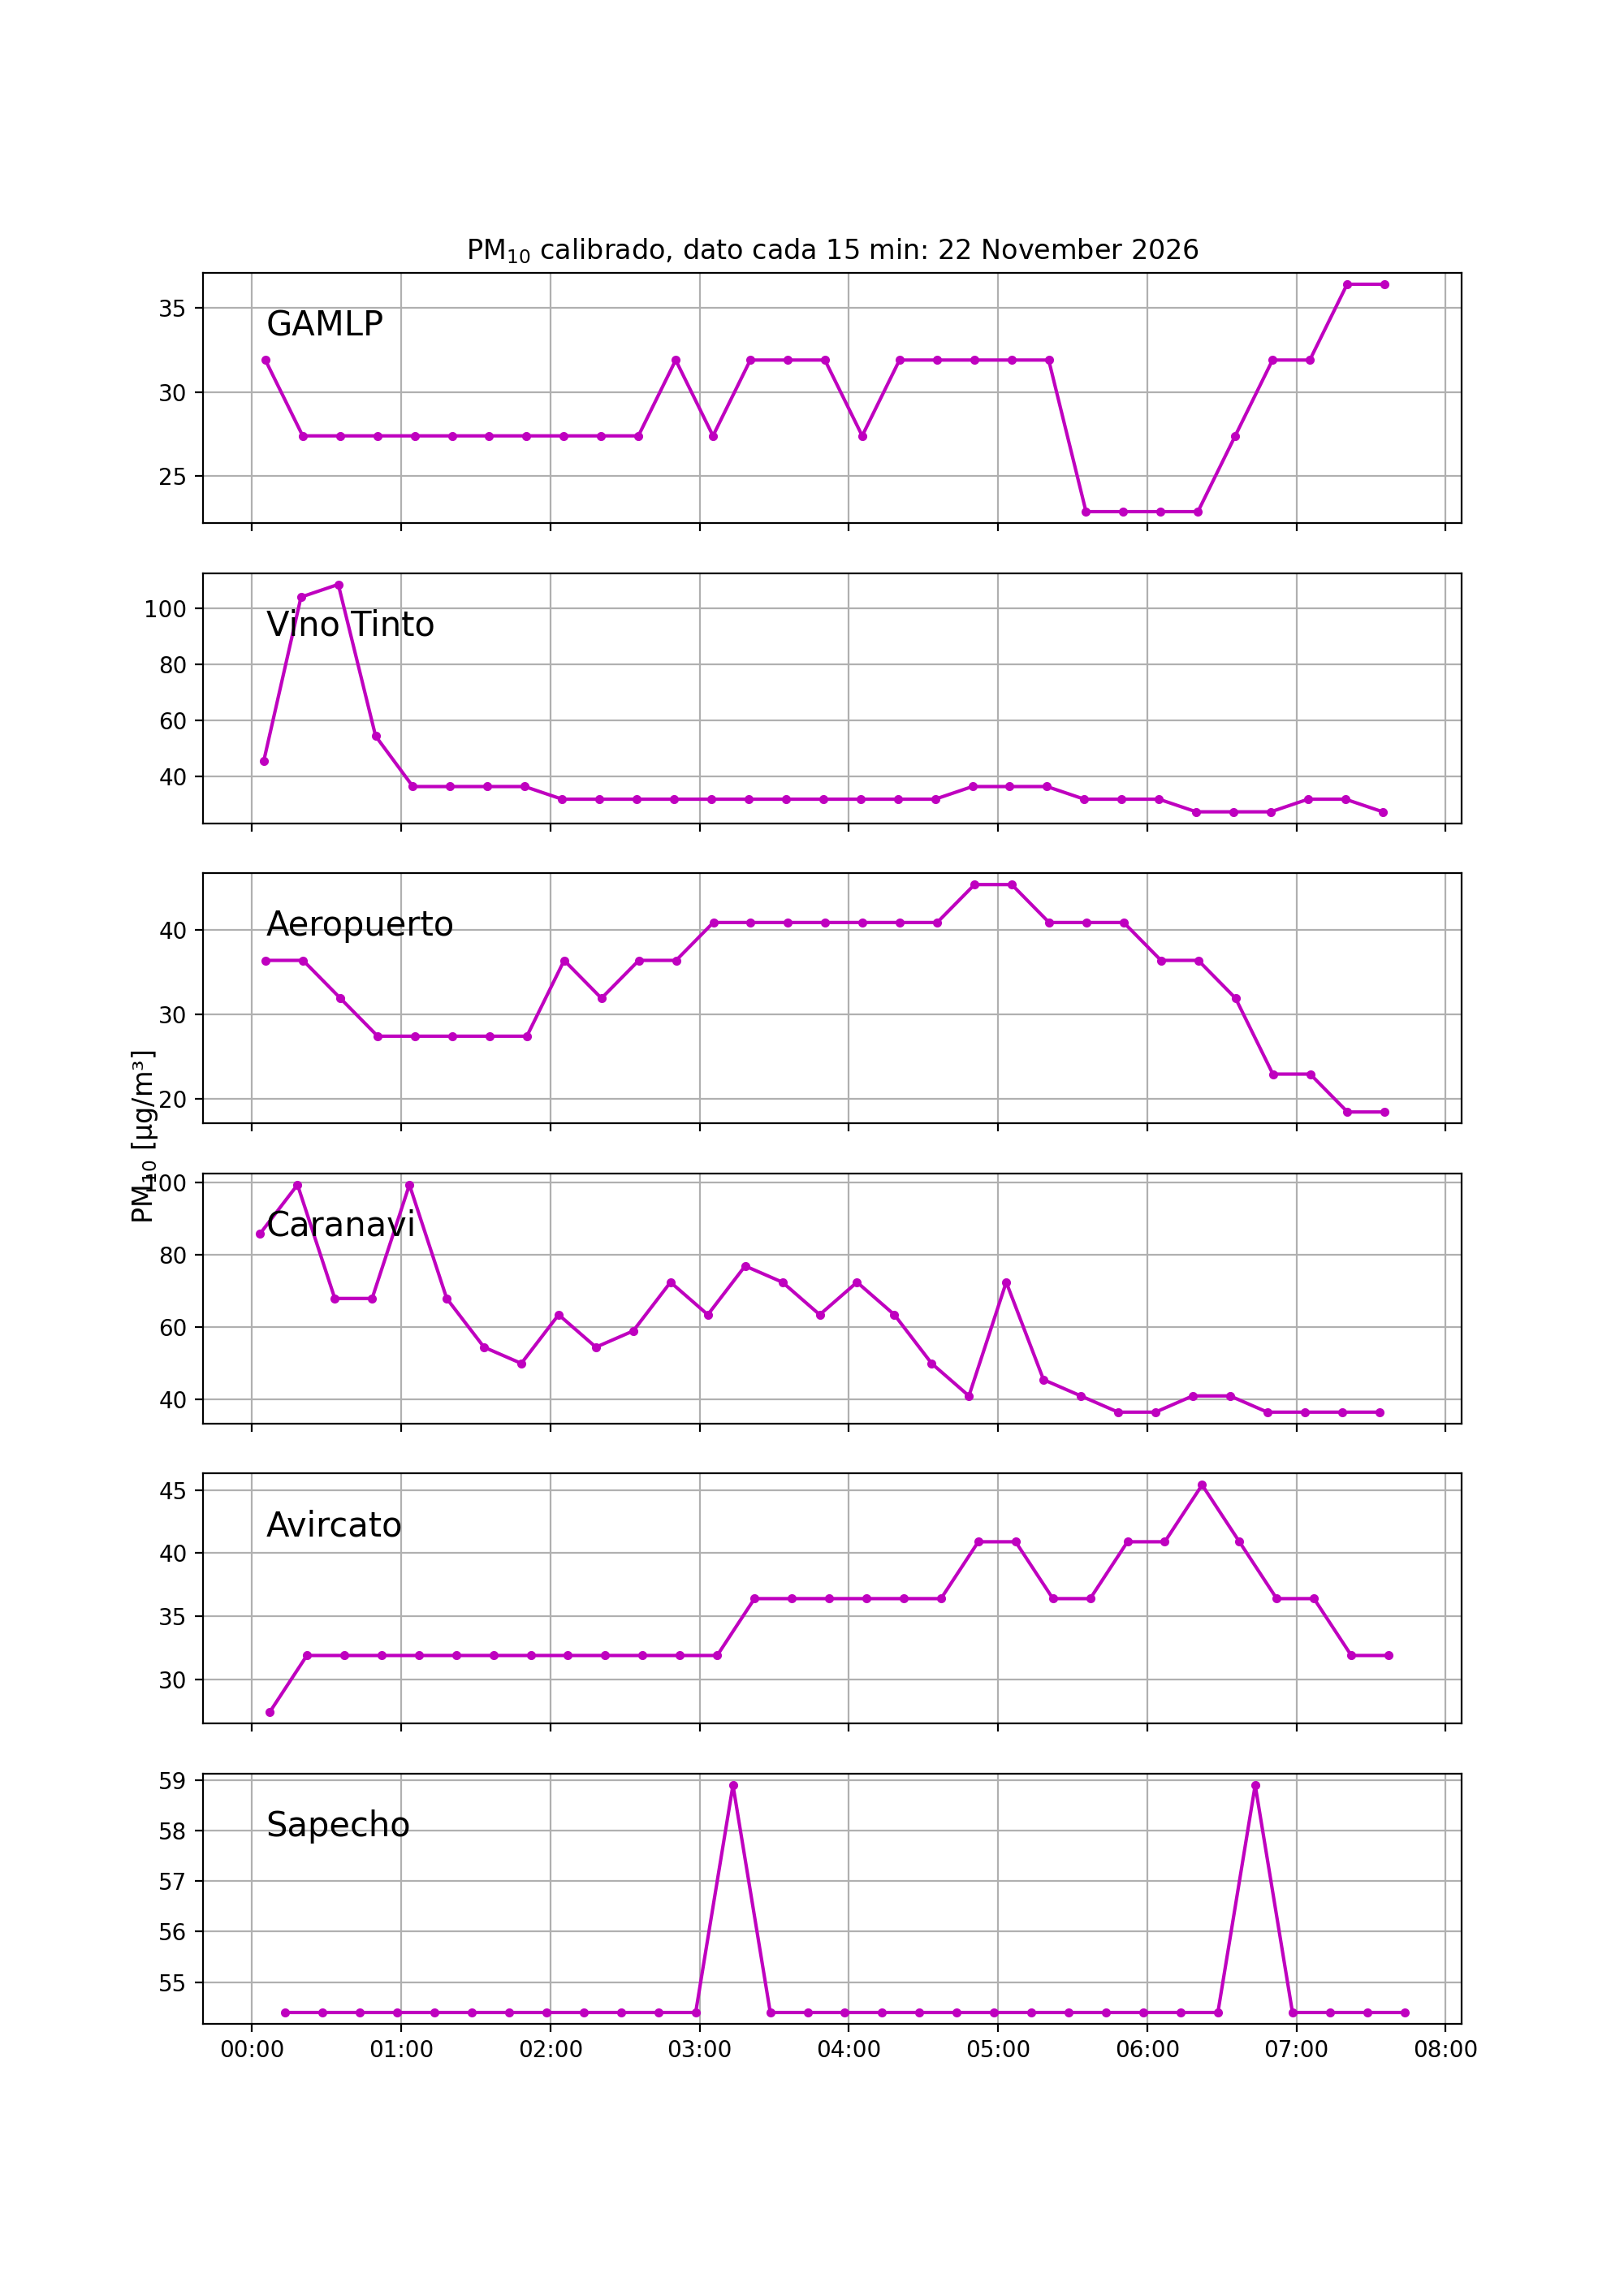 PM₁₀ calibrado, dato cada 15 min: 22 November 2026
35
GAMLP
30
25
100
Vino Tinto
80
60
40
40
Aeropuerto
30
20
PM₁₀ [µg/m³]
100
Caranavi
80
60
40
45
Avircato
40
35
30
59
Sapecho
58
57
56
55
00:00 01:00 02:00 03:00 04:00 05:00 06:00 07:00 08:00